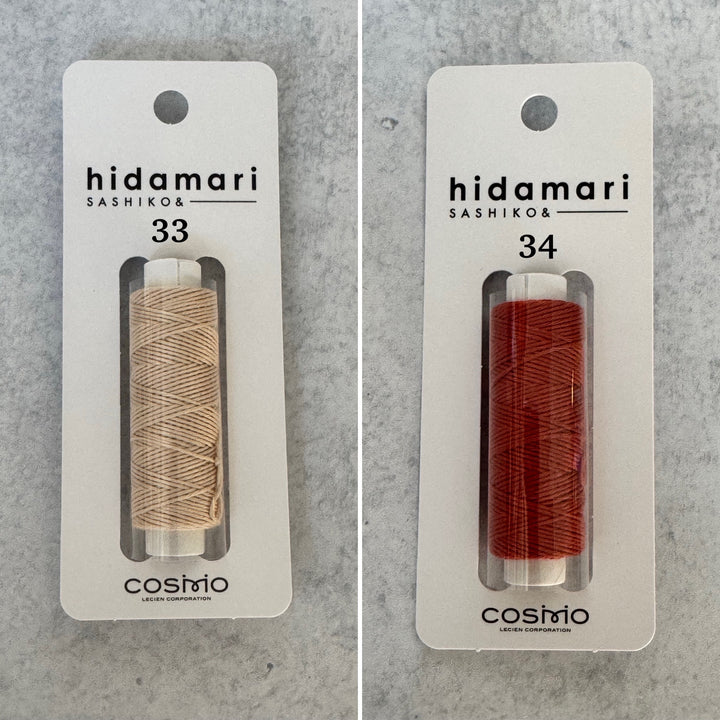 hidamari
SASHIKO&
33
COSMO
LECIEN CORPORATION
hidamari
SASHIKO&
34
COSMO
LECIEN CORPORATION